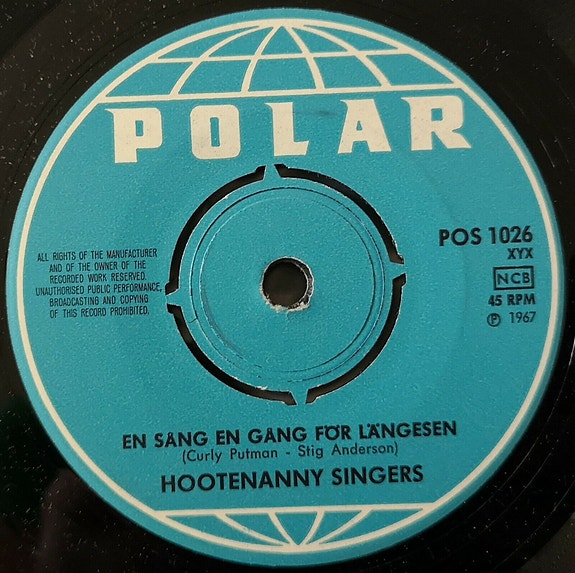 POLAR
POS 1026
XYX
NCB
45 RPM
Ⓟ 1967
ALL RIGHTS OF THE MANUFACTURER
AND OF THE OWNER OF THE
RECORDED WORK RESERVED.
UNAUTHORISED PUBLIC PERFORMANCE,
BROADCASTING AND COPYING
OF THIS RECORD PROHIBITED.
EN SÅNG EN GÅNG FÖR LÄNGESEN
(Curly Putman - Stig Anderson)
HOOTENANNY SINGERS